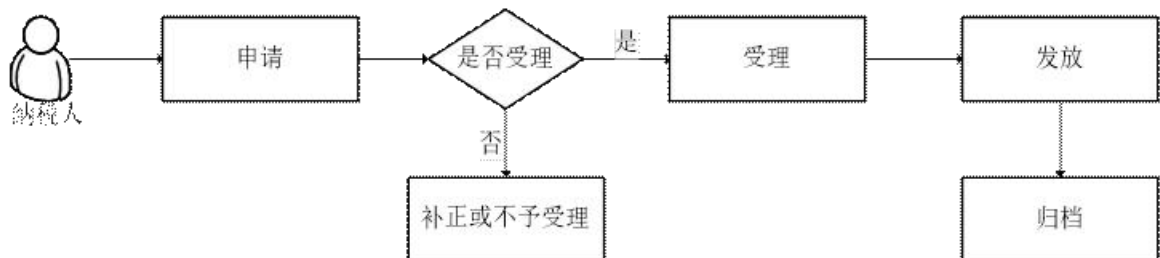 纳税人
申请
是否受理
是
受理
发放
否
补正或不予受理
归档